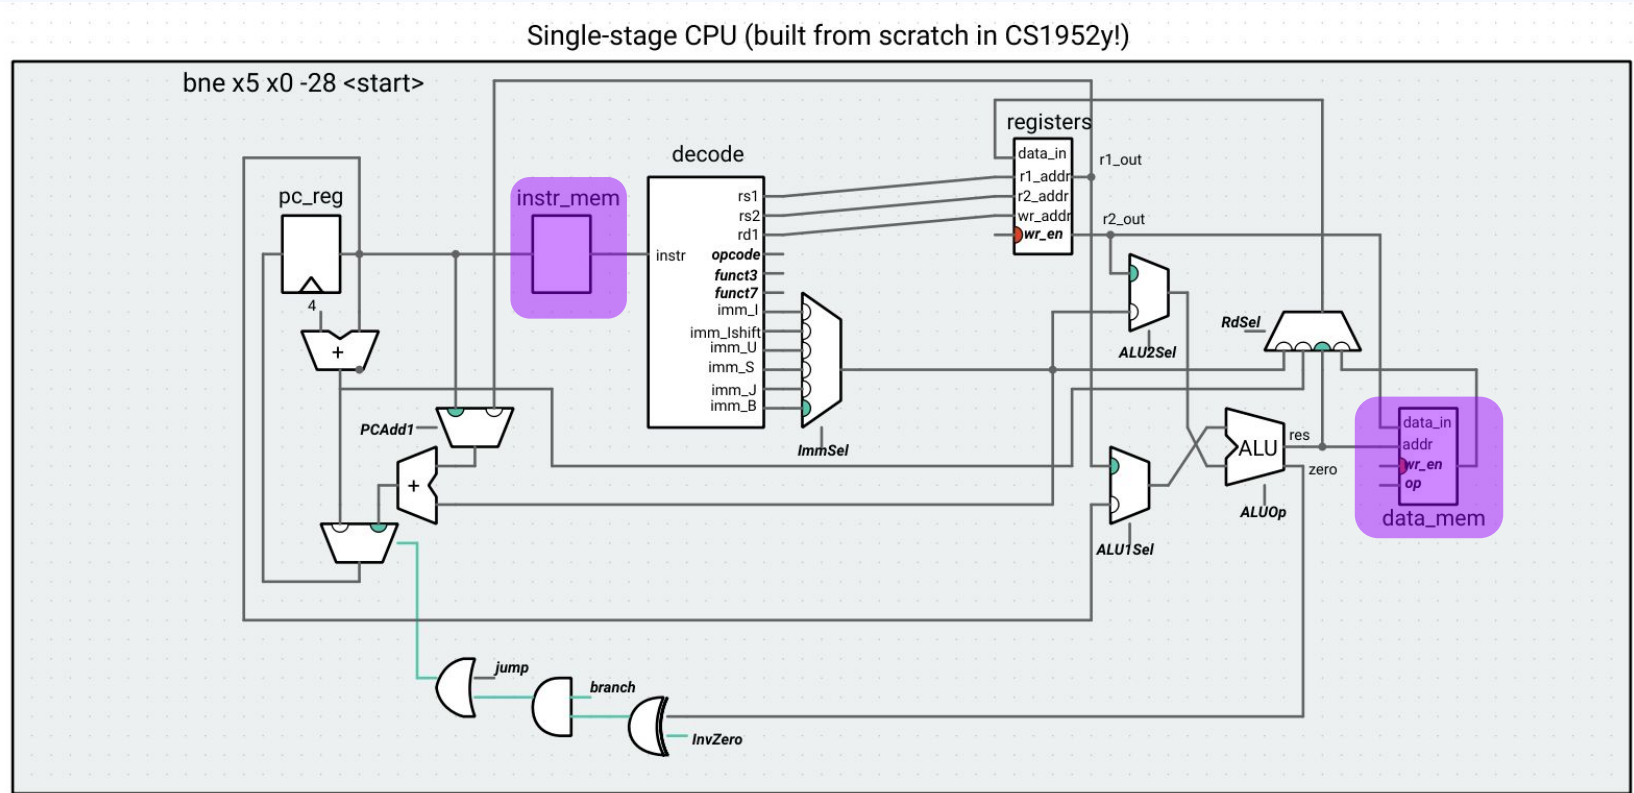 Single-stage CPU (built from scratch in CS1952y!)
bne x5 x0 -28 <start>
registers
data_in
r1_addr
r2_addr
wr_addr
wr_en
r1_out
r2_out
decode
rs1
rs2
rd1
instr
opcode
funct3
funct7
imm_I
imm_Ishift
imm_U
imm_S
imm_J
imm_B
pc_reg
instr_mem
4
+
PCAdd1
+
ImmSel
ALU2Sel
RdSel
ALU
res
zero
ALUOp
ALU1Sel
data_in
addr
wr_en
op
data_mem
jump
branch
InvZero